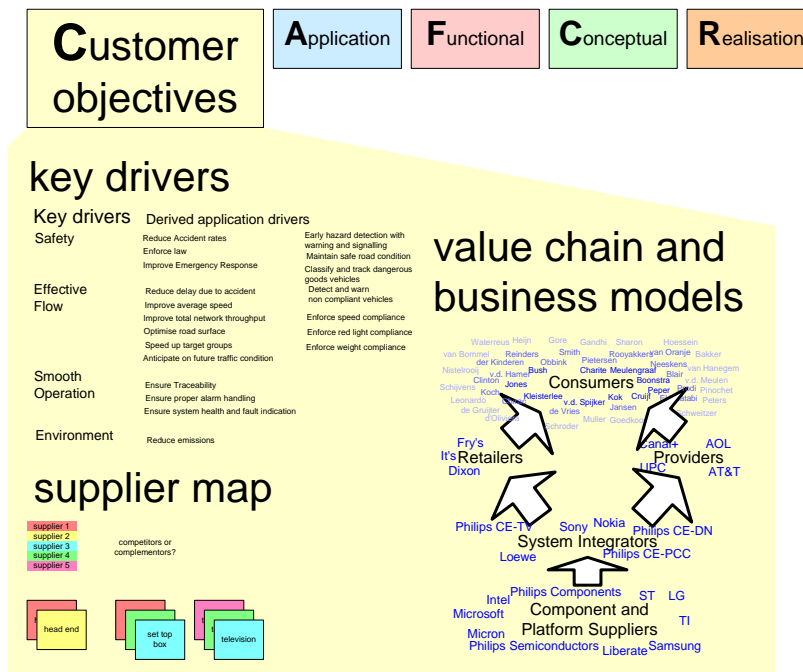 Customer
objectives
Application
Functional
Conceptual
Realisation
key drivers
Key drivers
Derived application drivers
Safety
Reduce Accident rates
Enforce law
Improve Emergency Response
Early hazard detection with
warning and signalling
Maintain safe road condition
Classify and track dangerous
goods vehicles
Effective
Flow
Reduce delay due to accident
Improve average speed
Improve total network throughput
Optimise road surface
Speed up target groups
Anticipate on future traffic condition
Detect and warn
non compliant vehicles
Enforce speed compliance
Enforce red light compliance
Enforce weight compliance
Smooth
Operation
Ensure Traceability
Ensure proper alarm handling
Ensure system health and fault indication
Environment
Reduce emissions
supplier map
supplier 1
supplier 2
supplier 3
supplier 4
supplier 5
competitors or
complementors?
head end
set top
box
television
value chain and
business models
Waterreus Heijn Gore Gandhi Sharon Hoessein
van Bommel Reinders Smith Rooyakkers van Oranje Bakker
der Kinderen Obbink Pietersen Neeskens
Nistelrooij v.d. Hamer Bush Charite Meulengraaf Blair van Hanegem
Clinton Jones Consumers Boonstra v.d. Meulen
Schijvens Koch Kleisterlee Kok Cruijf Peper Pinochet
Leonardo v.d. Spijker Jansen Peters
de Gruijter de Vries Schweitzer
Schroder Muller
Fry's
It's
Retailers
Dixon
Canal+
AOL
Providers
UPC
AT&T
Philips CE-TV
Sony
Nokia
Philips CE-DN
System Integrators
Loewe
Philips CE-PCC
Philips Components
Intel
ST
LG
Microsoft
Component and
Platform Suppliers
TI
Micron
Philips Semiconductors
Liberate
Samsung